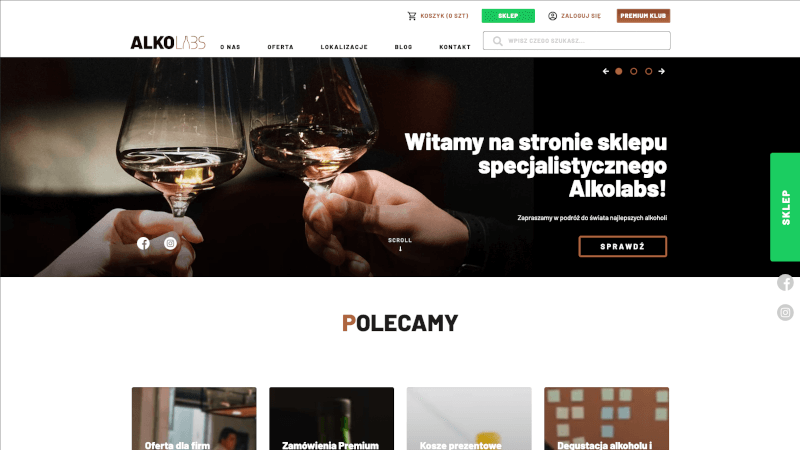 KOSZYK (0 SZT)
SKLEP
ZALOGUJ SIĘ
PREMIUM KLUB
ALKOLABS
O NAS
OFERTA
LOKALIZACJE
BLOG
KONTAKT
WPISZ CZEGO SZUKASZ...
Witamy na stronie sklepu
specjalistycznego
Alkolabs!
Zapraszamy w podróż do świata najlepszych alkoholi
SCROLL
SPRAWDŹ
SKLEP
POLECAMY
Oferta dla firm
Zamówienia Premium
Kosze prezentowe
Degustacja alkoholu i